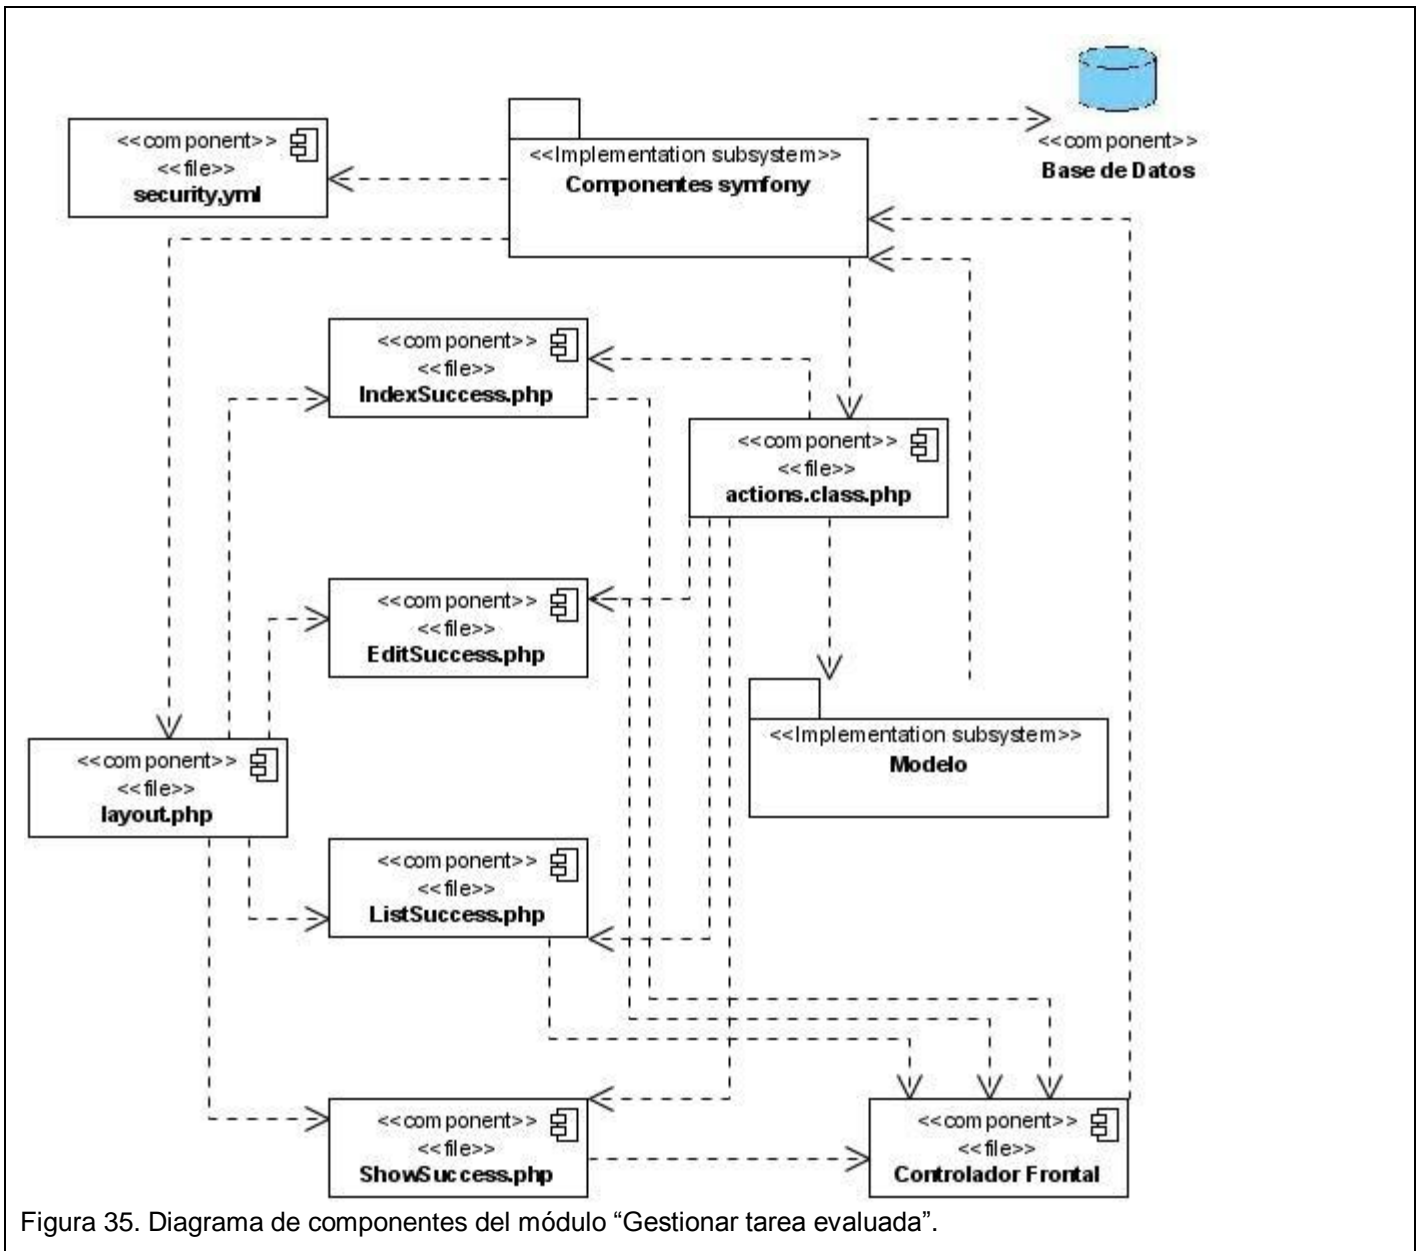 <<component>>
Base de Datos
<<component>>
<<file>>
security,yml
<<Implementation subsystem>>
Componentes symfony
<<component>>
<<file>>
IndexSuccess.php
<<component>>
<<file>>
actions.class.php
<<component>>
<<file>>
EditSuccess.php
<<component>>
<<file>>
layout.php
<<Implementation subsystem>>
Modelo
<<component>>
<<file>>
ListSuccess.php
<<component>>
<<file>>
ShowSuccess.php
<<component>>
<<file>>
Controlador Frontal
Figura 35. Diagrama de componentes del módulo “Gestionar tarea evaluada”.